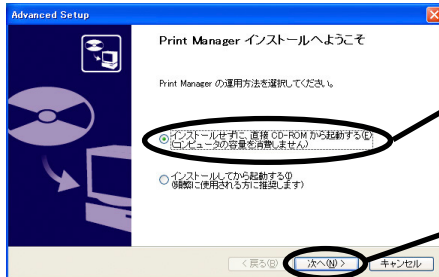 Advanced Setup
Print Manager インストールへようこそ
Print Manager の運用方法を選択してください。
インストールせずに、直接 CD-ROM から起動する(F)
(コンピュータの容量を消費しません)
インストールしてから起動する(I)
(頻繁に使用される方に推奨します)
< 戻る(B)
次へ(N) >
キャンセル